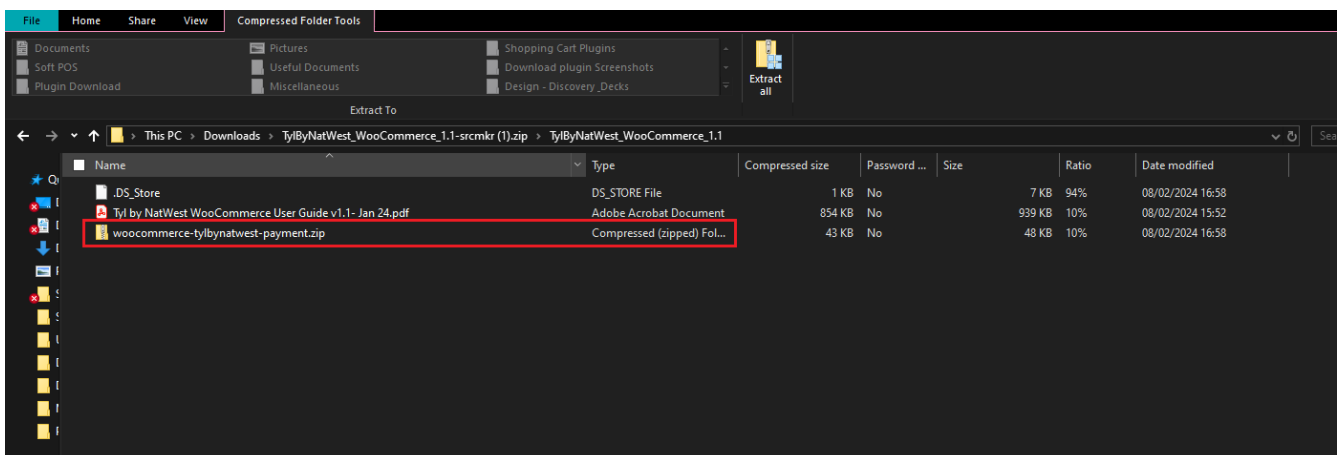 File Home Share View Compressed Folder Tools
Documents Pictures Shopping Cart Plugins
Soft POS Useful Documents Download plugin Screenshots
Plugin Download Miscellaneous Design - Discovery_Decks
Extract all
Extract To
This PC > Downloads > TylByNatWest_WooCommerce_1.1-srcmkr (1).zip > TylByNatWest_WooCommerce_1.1
Name Type Compressed size Password ... Size Ratio Date modified
.DS_Store DS_STORE File 1 KB No 7 KB 94% 08/02/2024 16:58
Tyl by NatWest WooCommerce User Guide v1.1- Jan 24.pdf Adobe Acrobat Document 854 KB No 939 KB 10% 08/02/2024 15:52
woocommerce-tylbynatwest-payment.zip Compressed (zipped) Fol... 43 KB No 48 KB 10% 08/02/2024 16:58